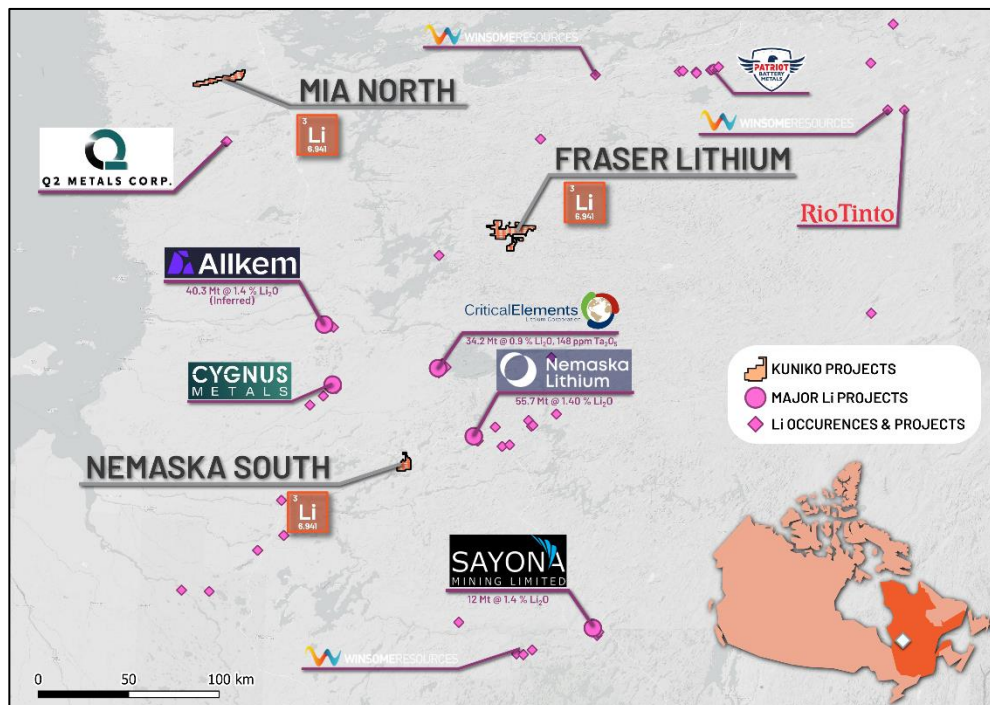 WINSOMERESOURCES
PATRIOT
BATTERY
METALS
MIA NORTH
3
Li
6.941
WINSOMERESOURCES
Q2 METALS CORP.
FRASER LITHIUM
3
Li
6.941
RioTinto
Allkem
40.3 Mt @ 1.4 % Li₂O
(Inferred)
CriticalElements
Lithium Corporation
34.2 Mt @ 0.9 % Li₂O, 148 ppm Ta₂O₅
CYGNUS
METALS
Nemaska
Lithium
55.7 Mt @ 1.40 % Li₂O
KUNIKO PROJECTS
MAJOR Li PROJECTS
Li OCCURENCES & PROJECTS
NEMASKA SOUTH
3
Li
6.941
SAYONA
MINING LIMITED
12 Mt @ 1.4 % Li₂O
WINSOMERESOURCES
0 50 100 km